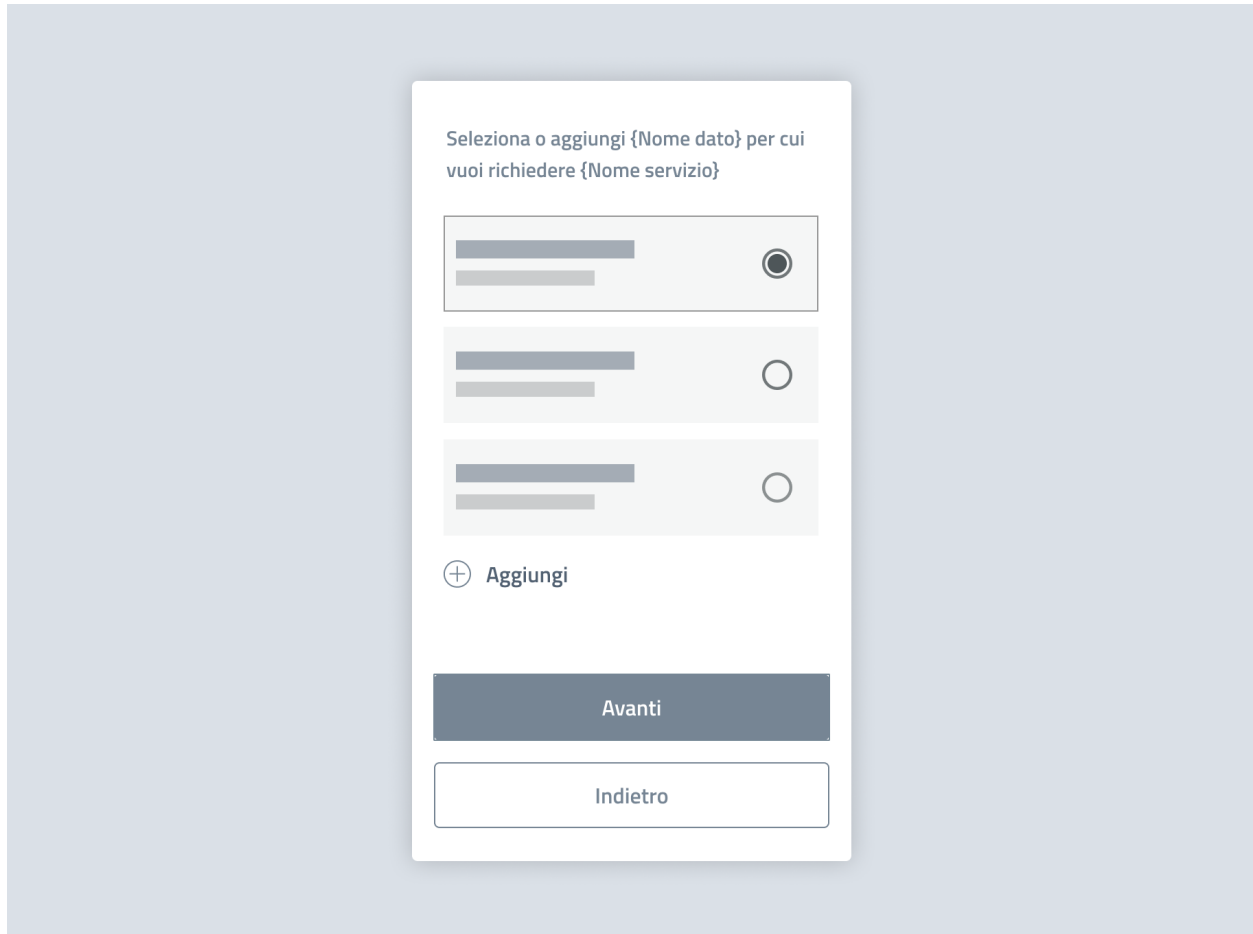 Seleziona o aggiungi {Nome dato} per cui
vuoi richiedere {Nome servizio}
Aggiungi
Avanti
Indietro